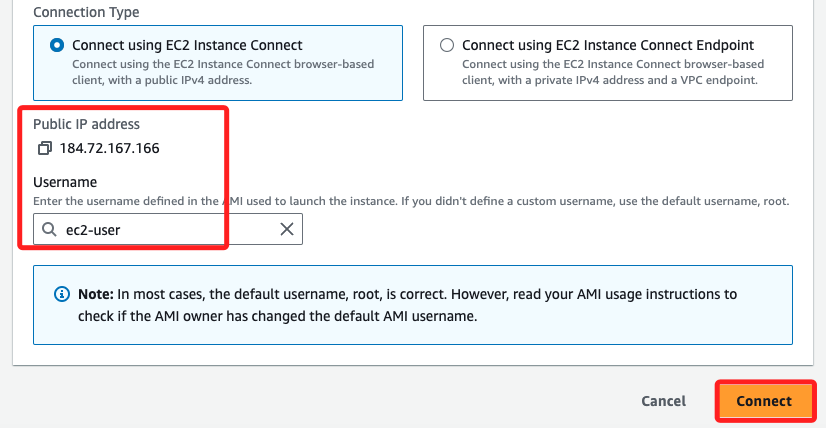 Connection Type
Connect using EC2 Instance Connect
Connect using the EC2 Instance Connect browser-based
client, with a public IPv4 address.
Connect using EC2 Instance Connect Endpoint
Connect using the EC2 Instance Connect browser-based
client, with a private IPv4 address and a VPC endpoint.
Public IP address
184.72.167.166
Username
Enter the username defined in the AMI used to launch the instance. If you didn't define a custom username, use the default username, root.
ec2-user
Note: In most cases, the default username, root, is correct. However, read your AMI usage instructions to
check if the AMI owner has changed the default AMI username.
Cancel
Connect